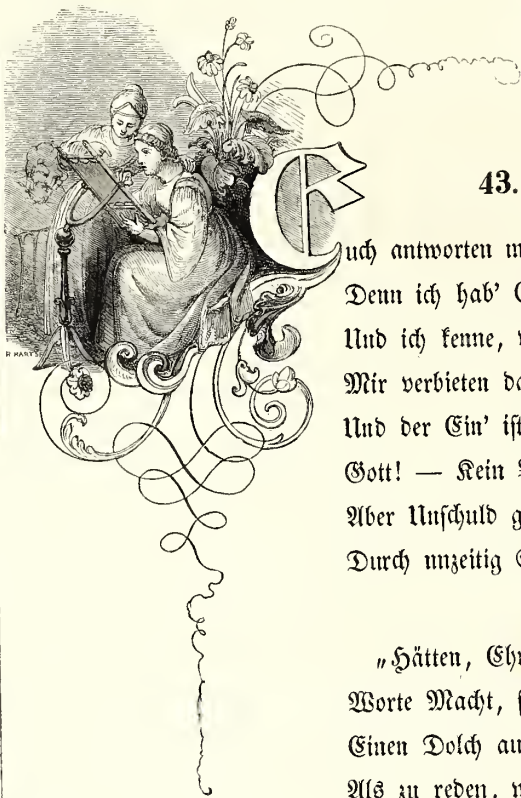 43.
Euch antworten
Denn ich hab'
Und ich kenne,
Mir verbieten
Und der Ein' ist
Gott! — Kein
Aber Unschuld
Durch unzeitig
„Hätten,
Worte Macht,
Einen Dolch
Als zu reden,
R HARTS